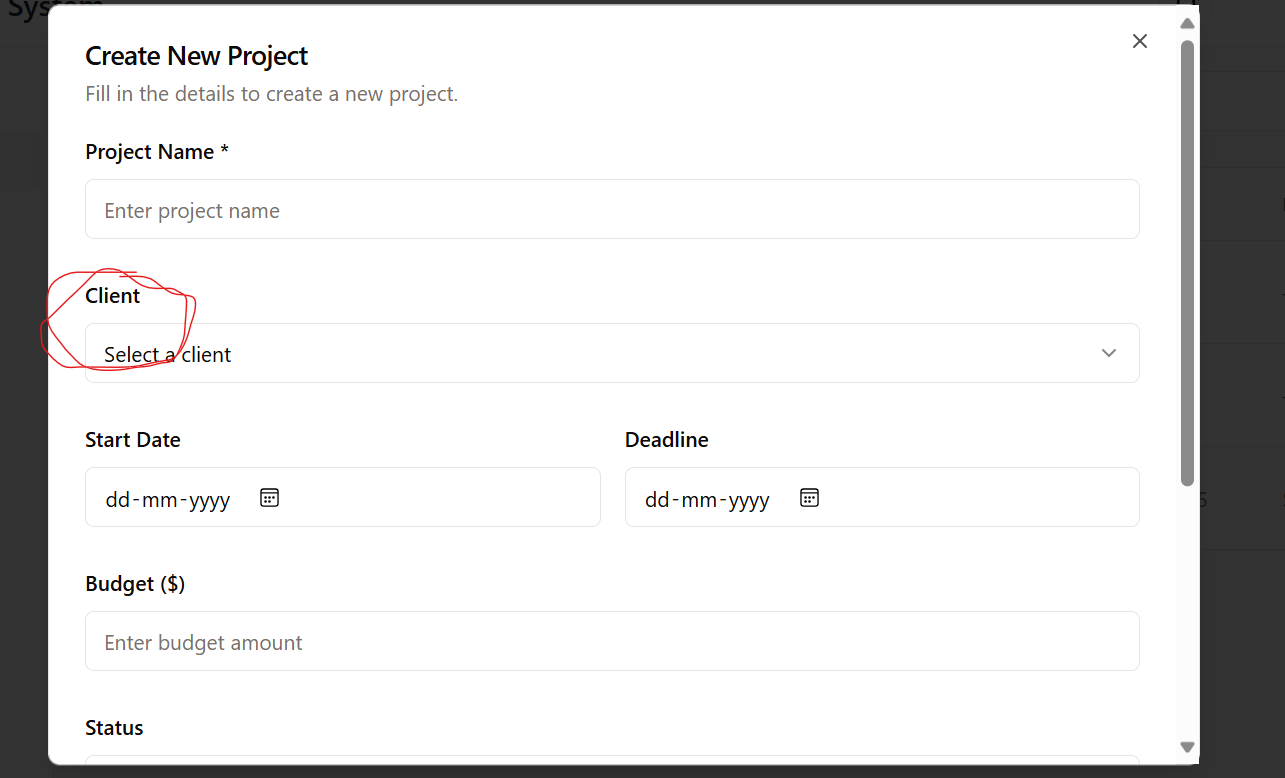 System
Create New Project
Fill in the details to create a new project.
Project Name *
Enter project name
Client
Select a client
Start Date Deadline
dd-mm-yyyy dd-mm-yyyy
Budget ($)
Enter budget amount
Status